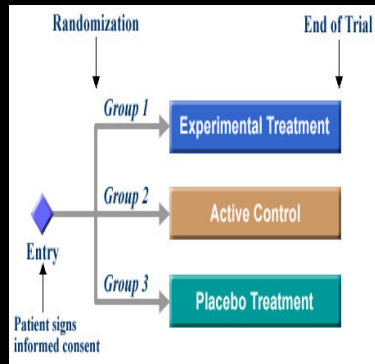 Randomization
End of Trial
Group 1
Experimental Treatment
Group 2
Active Control
Entry
Group 3
Placebo Treatment
Patient signs
informed consent